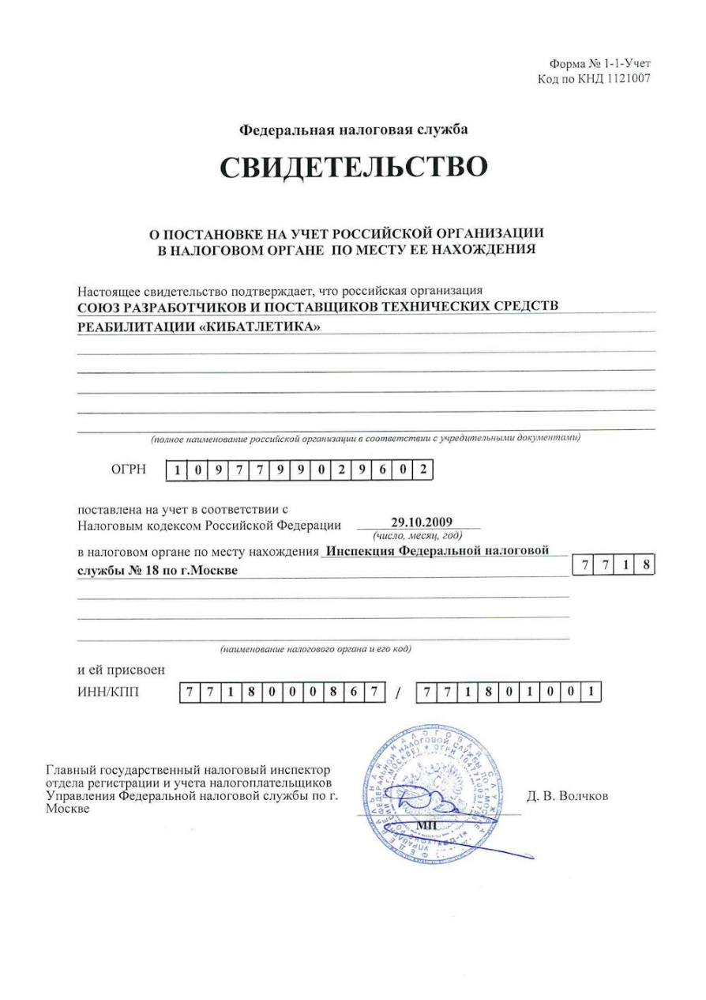 Форма № 1-1-Учет
Код по КНД 1121007
Федеральная налоговая служба
СВИДЕТЕЛЬСТВО
О ПОСТАНОВКЕ НА УЧЕТ РОССИЙСКОЙ ОРГАНИЗАЦИИ
В НАЛОГОВОМ ОРГАНЕ ПО МЕСТУ ЕЕ НАХОЖДЕНИЯ
Настоящее свидетельство подтверждает, что российская организация
СОЮЗ РАЗРАБОТЧИКОВ И ПОСТАВЩИКОВ ТЕХНИЧЕСКИХ СРЕДСТВ
РЕАБИЛИТАЦИИ «КИБАТЛЕТИКА»
(полное наименование российской организации в соответствии с учредительными документами)
ОГРН 1 0 9 7 7 9 9 0 2 9 6 0 2
поставлена на учет в соответствии с
Налоговым кодексом Российской Федерации 29.10.2009
(число, месяц, год)
в налоговом органе по месту нахождения Инспекция Федеральной налоговой
службы № 18 по г.Москве 7 7 1 8
(наименование налогового органа и его код)
и ей присвоен
ИНН/КПП 7 7 1 8 0 0 0 8 6 7 / 7 7 1 8 0 1 0 0 1
Главный государственный налоговый инспектор
отдела регистрации и учета налогоплательщиков
Управления Федеральной налоговой службы по г.
Москве
Д. В. Волчков
МП
ФЕДЕРАЛЬНАЯ НАЛОГОВАЯ СЛУЖБА